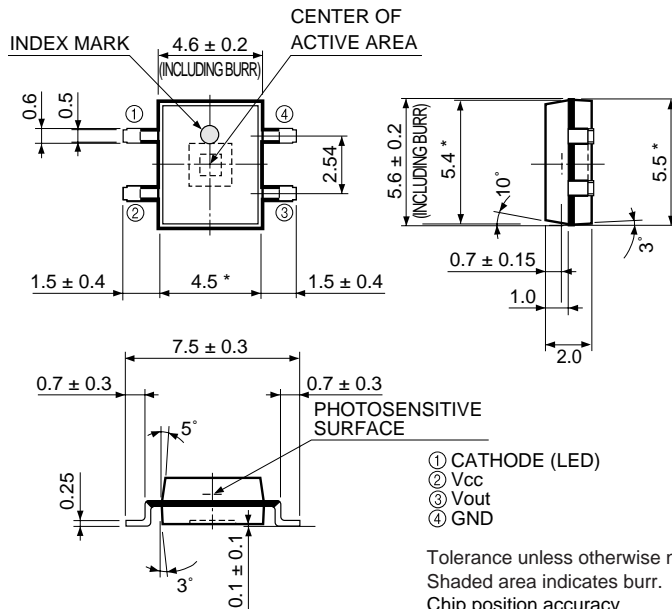 CENTER OF
ACTIVE AREA
INDEX MARK
4.6 ± 0.2
(INCLUDING BURR)
0.6
0.5
①
④
2.54
②
③
1.5 ± 0.4
4.5 *
1.5 ± 0.4
5.6 ± 0.2
(INCLUDING BURR)
5.4 *
5.5 *
10°
3°
0.7 ± 0.15
1.0
2.0
7.5 ± 0.3
0.7 ± 0.3
0.7 ± 0.3
PHOTOSENSITIVE
SURFACE
5°
0.25
3°
0.1 ± 0.1
① CATHODE (LED)
② Vcc
③ Vout
④ GND
Tolerance unless otherwise
Shaded area indicates burr.
Chip position accuracy